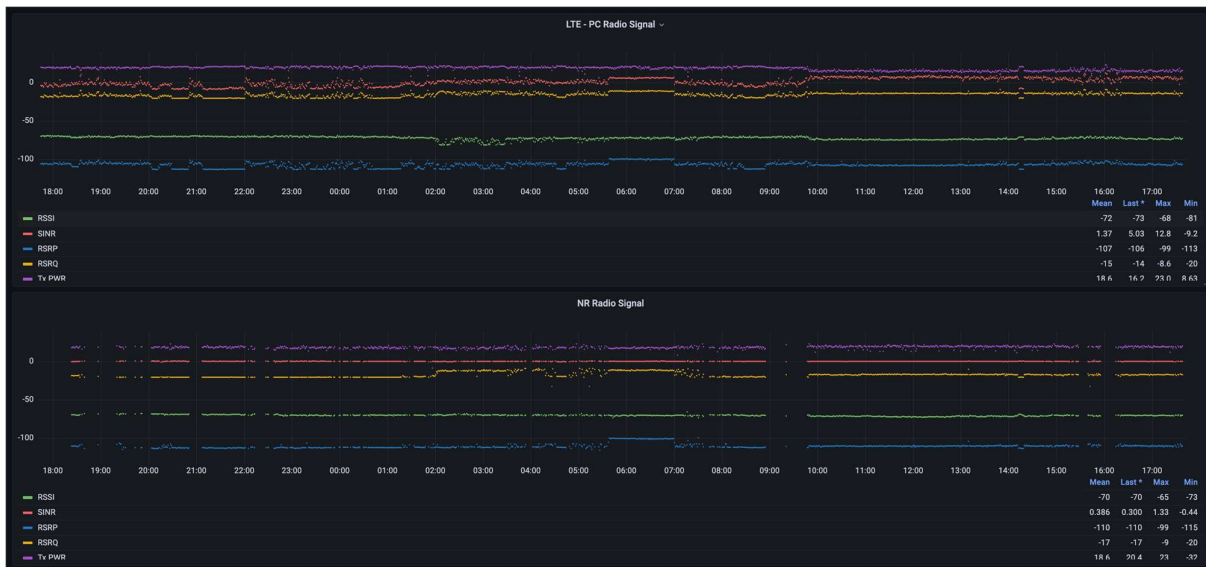 LTE - PC Radio Signal
0
-50
-100
18:00 19:00 20:00 21:00 22:00 23:00 00:00 01:00 02:00 03:00 04:00 05:00 06:00 07:00 08:00 09:00 10:00 11:00 12:00 13:00 14:00 15:00 16:00 17:00
Mean Last * Max Min
RSSI -72 -73 -68 -81
SINR 1.37 5.03 12.8 -9.2
RSRP -107 -106 -99 -113
RSRQ -15 -14 -8.6 -20
Tx PWR 18.6 16.2 23.0 8.63
NR Radio Signal
0
-50
-100
18:00 19:00 20:00 21:00 22:00 23:00 00:00 01:00 02:00 03:00 04:00 05:00 06:00 07:00 08:00 09:00 10:00 11:00 12:00 13:00 14:00 15:00 16:00 17:00
Mean Last * Max Min
RSSI -70 -70 -65 -73
SINR 0.386 0.300 1.33 -0.44
RSRP -110 -110 -99 -115
RSRQ -17 -17 -9 -20
Tx PWR 18.6 20.4 23 -32